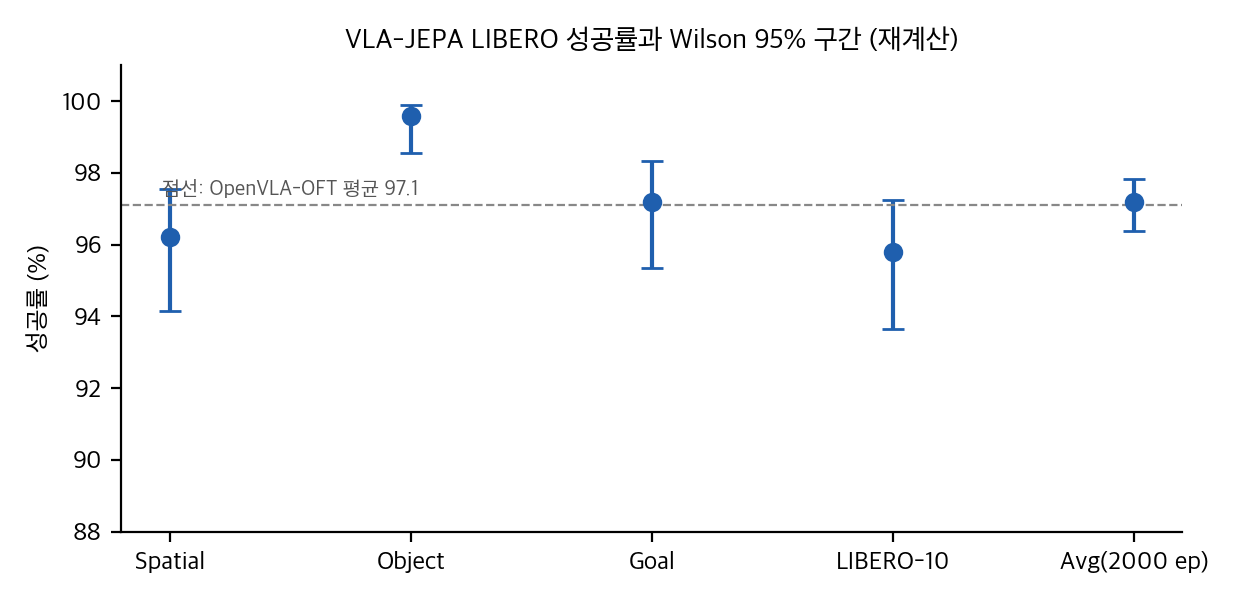 VLA-JEPA LIBERO 성공률과 Wilson 95% 구간 (재계산)
성공률 (%)
100
98
96
94
92
90
88
점선: OpenVLA-OFT 평균 97.1
Spatial
Object
Goal
LIBERO-10
Avg(2000 ep)